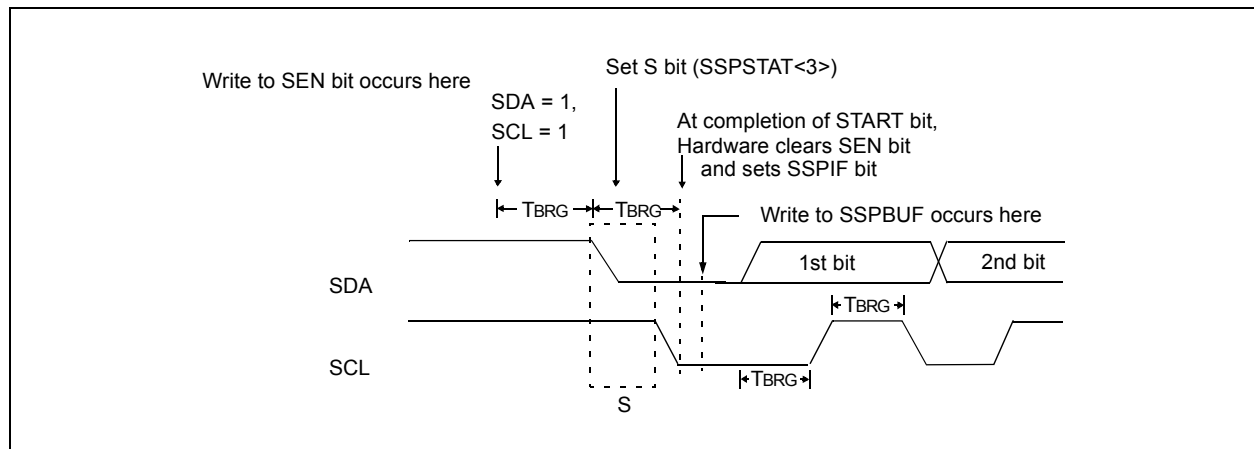 Set S bit (SSPSTAT<3>)
Write to SEN bit occurs here
SDA = 1,
SCL = 1
At completion of START bit,
Hardware clears SEN bit
and sets SSPIF bit
TBRG
TBRG
Write to SSPBUF occurs here
1st bit
2nd bit
SDA
TBRG
SCL
TBRG
S